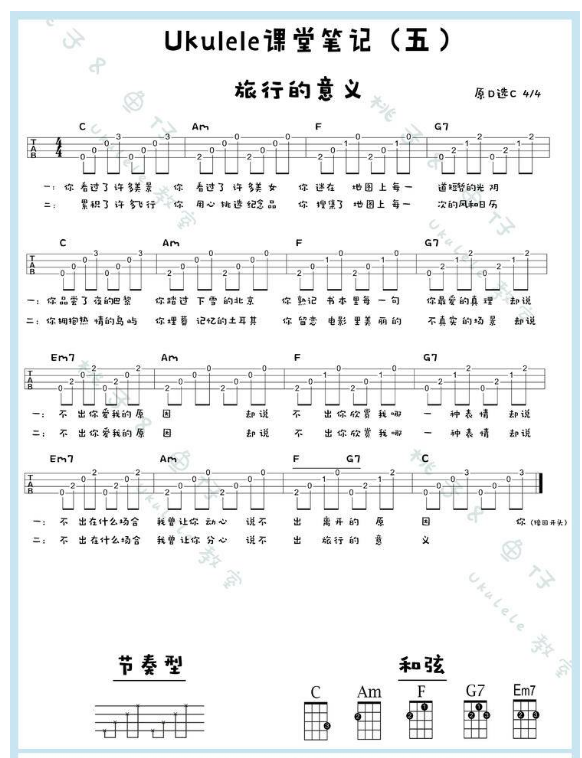 Ukulele课堂笔记（五）
旅行的意义
原D选C 4/4
C Am F G7
一：你 看过了 许多美景 你 看过了 许多美女 你 迷在 地图上每一 道短暂的光阴
二： 累积了 许多飞行 你 用心挑选纪念品 你 搜集了 地图上每一 次的风和日历
C Am F G7
一：你品尝了 夜的巴黎 你踏过 下雪的北京 你 熟记 书本里每一句 你最爱的真理 却说
二：你拥抱热 情的岛屿 你埋葬 记忆的土耳其 你 留恋 电影 里美丽的 不真实的场景 却说
Em7 Am F G7
一： 不 出你爱我的原 因 却说 不 出你欣赏我哪 一 种表情 却说
二： 不 出你爱我的原 因 却说 不 出你欣赏我哪 一 种表情 却说
Em7 Am F G7 C
一： 不 出在什么场合 我曾让你 动心 说不 出 离开的 原 因 你
二： 不 出在什么场合 我曾让你 分心 说不 出 旅行的 意 义
节奏型
和弦
C Am F G7 Em7
桃子 & 鱼仔
Ukulele 教室